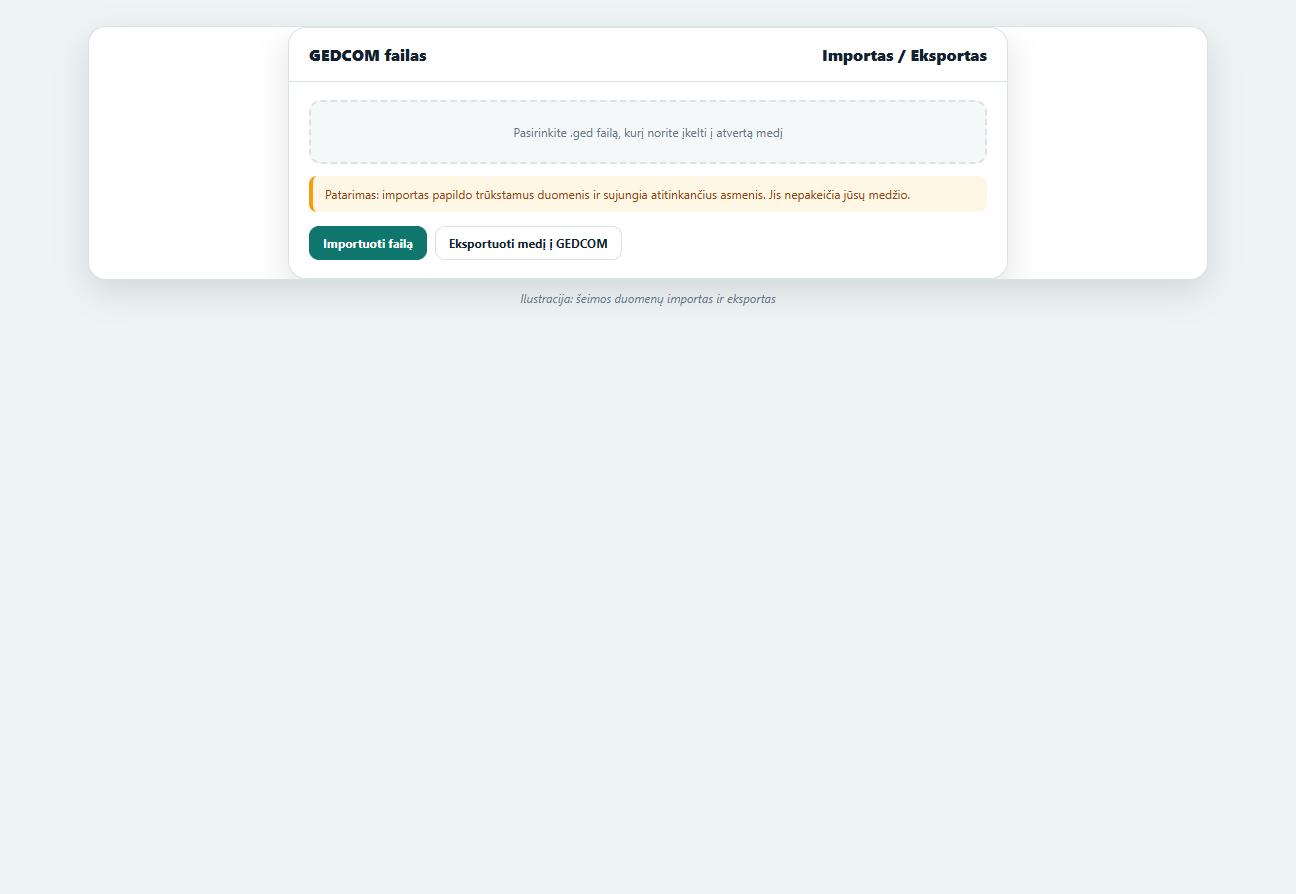 GEDCOM failas
Importas / Eksportas
Pasirinkite .ged failą, kurį norite įkelti į atvertą medį
Patarimas: importas papildo trūkstamus duomenis ir sujungia atitinkančius asmenis. Jis nepakeičia jūsų medžio.
Importuoti failą
Eksportuoti medį į GEDCOM
Ilustracija: šeimos duomenų importas ir eksportas